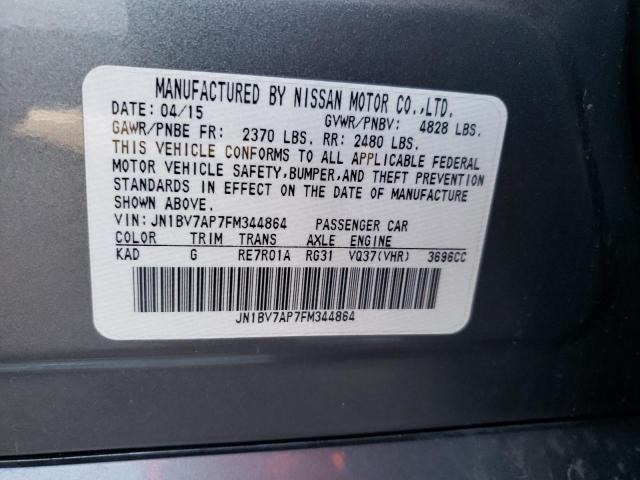 MANUFACTURED BY NISSAN MOTOR CO.,LTD.
DATE: 04/15 GVWR/PNBV: 4828 LBS.
GAWR/PNBE FR: 2370 LBS. RR: 2480 LBS.
THIS VEHICLE CONFORMS TO ALL APPLICABLE FEDERAL
MOTOR VEHICLE SAFETY,BUMPER,AND THEFT PREVENTION
STANDARDS IN EFFECT ON THE DATE OF MANUFACTURE
SHOWN ABOVE.
VIN:JN1BV7AP7FM344864 PASSENGER CAR
COLOR TRIM TRANS AXLE ENGINE
KAD G RE7R01A RG31 VQ37(VHR) 3696CC
JN1BV7AP7FM344864